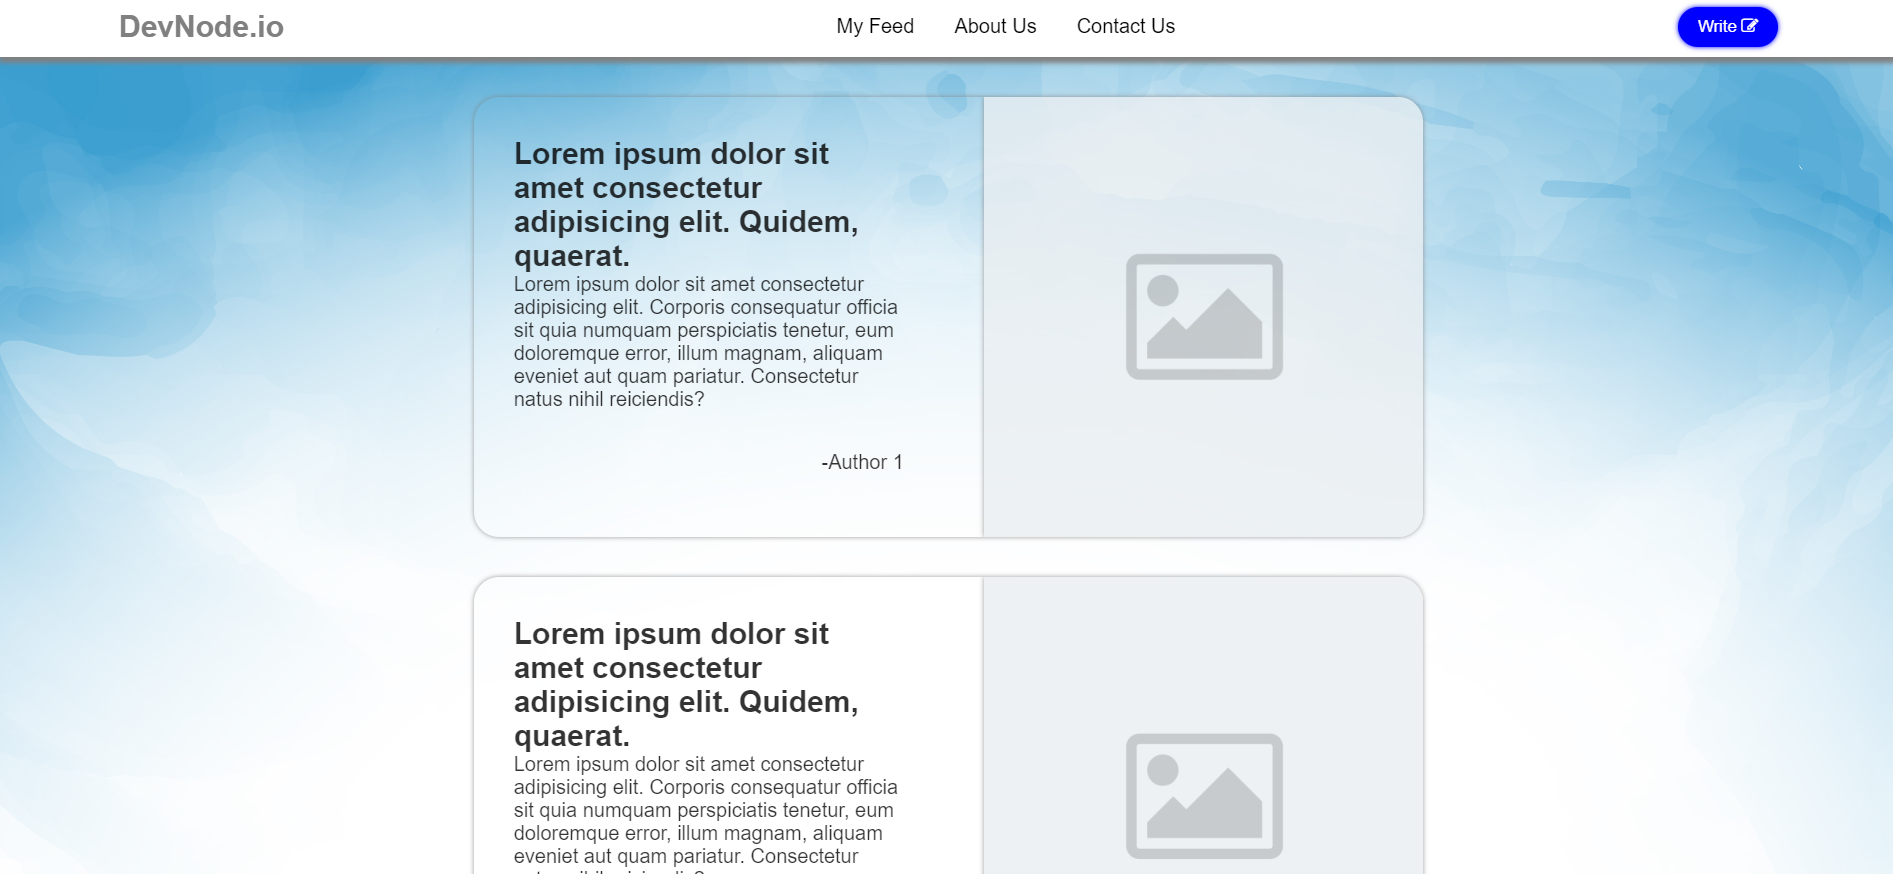 DevNode.io
My Feed
About Us
Contact Us
Write
Lorem ipsum dolor sit
amet consectetur
adipisicing elit. Quidem,
quaerat.
Lorem ipsum dolor sit amet consectetur
adipisicing elit. Corporis consequatur officia
sit quia numquam perspiciatis tenetur, eum
doloremque error, illum magnam, aliquam
eveniet aut quam pariatur. Consectetur
natus nihil reiciendis?
-Author 1
Lorem ipsum dolor sit
amet consectetur
adipisicing elit. Quidem,
quaerat.
Lorem ipsum dolor sit amet consectetur
adipisicing elit. Corporis consequatur officia
sit quia numquam perspiciatis tenetur, eum
doloremque error, illum magnam, aliquam
eveniet aut quam pariatur. Consectetur